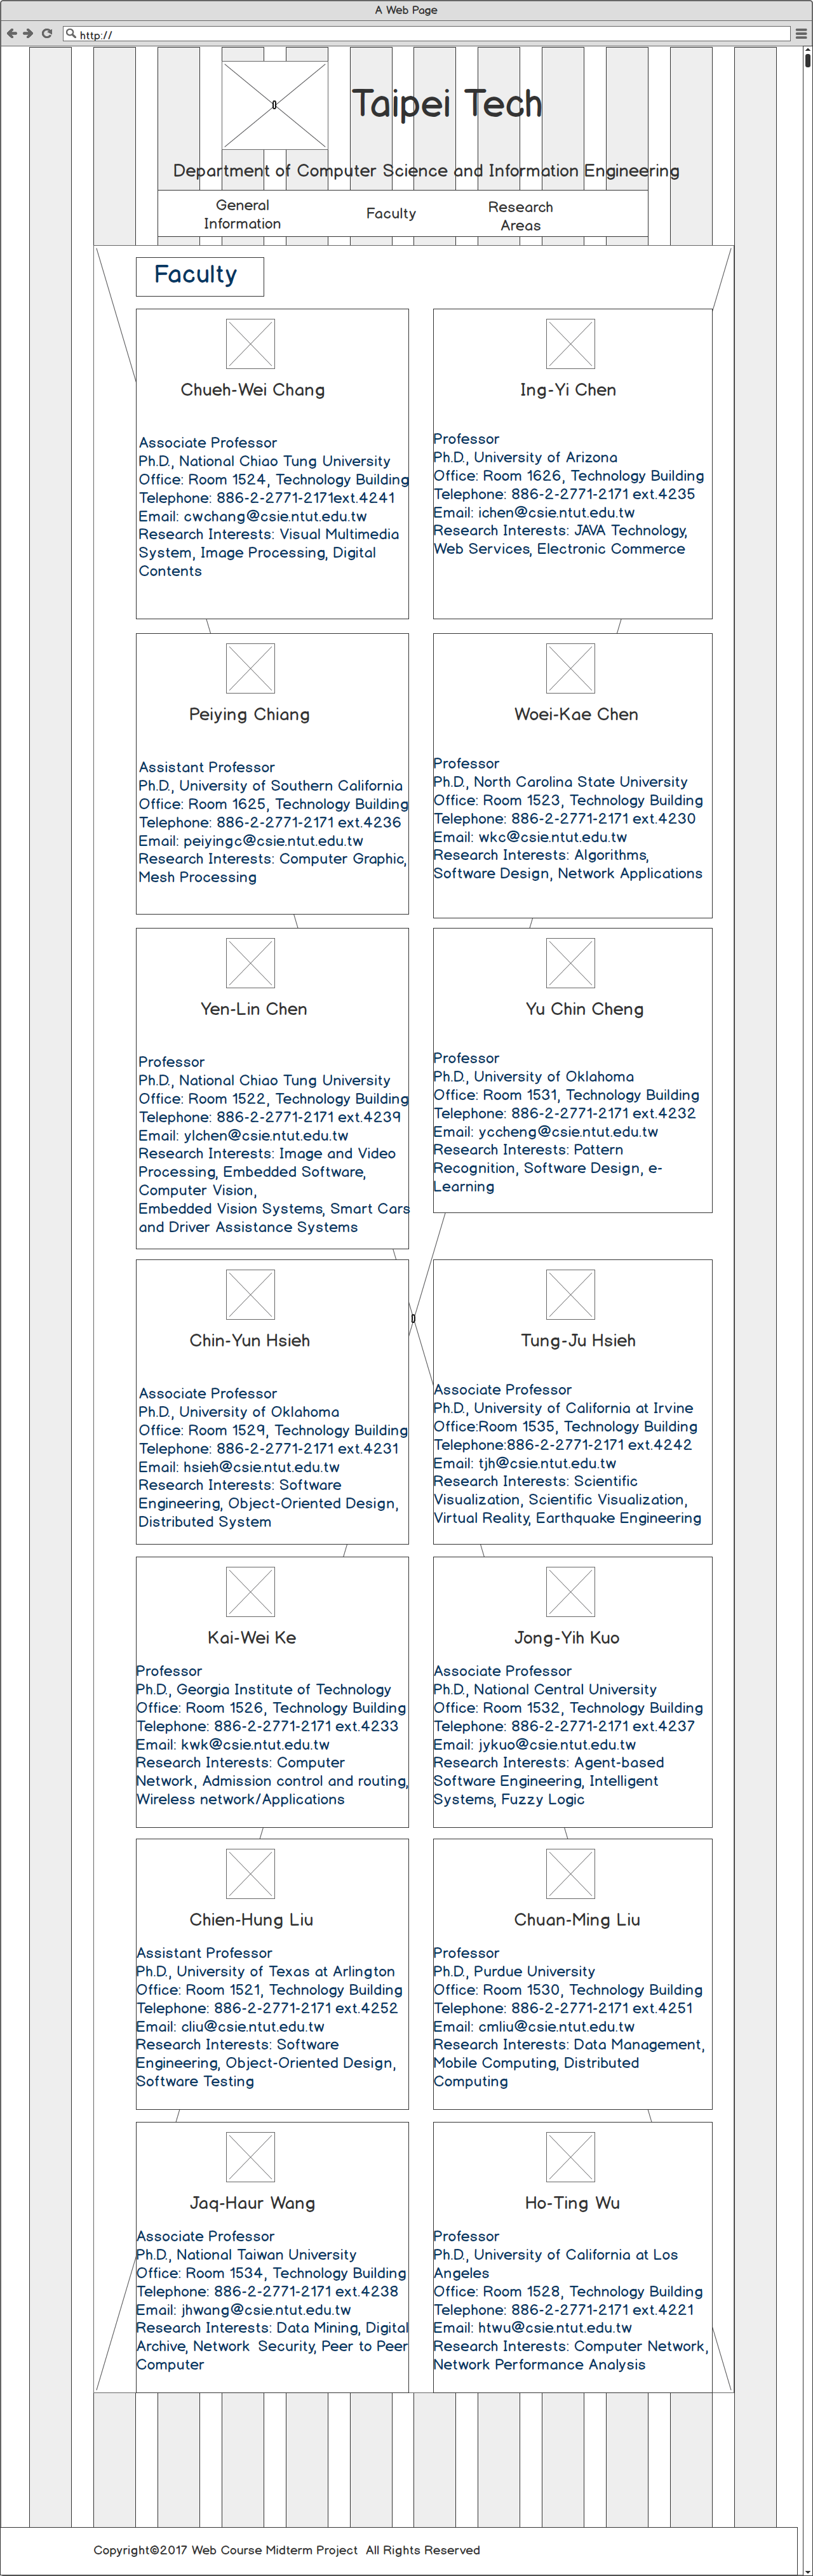 A Web Page
http://
Taipei Tech
Department of Computer Science and Information Engineering
General
Information
Faculty
Research
Areas
Faculty
Chueh-Wei Chang
Associate Professor
Ph.D., National Chiao Tung University
Office: Room 1524, Technology Building
Telephone: 886-2-2771-2171ext.4241
Email: cwchang@csie.ntut.edu.tw
Research Interests: Visual Multimedia
System, Image Processing, Digital
Contents
Ing-Yi Chen
Professor
Ph.D., University of Arizona
Office: Room 1626, Technology Building
Telephone: 886-2-2771-2171 ext.4235
Email: ichen@csie.ntut.edu.tw
Research Interests: JAVA Technology,
Web Services, Electronic Commerce
Peiying Chiang
Assistant Professor
Ph.D., University of Southern California
Office: Room 1625, Technology Building
Telephone: 886-2-2771-2171 ext.4236
Email: peiyingc@csie.ntut.edu.tw
Research Interests: Computer Graphic,
Mesh Processing
Woei-Kae Chen
Professor
Ph.D., North Carolina State University
Office: Room 1523, Technology Building
Telephone: 886-2-2771-2171 ext.4230
Email: wkc@csie.ntut.edu.tw
Research Interests: Algorithms,
Software Design, Network Applications
Yen-Lin Chen
Professor
Ph.D., National Chiao Tung University
Office: Room 1522, Technology Building
Telephone: 886-2-2771-2171 ext.4239
Email: ylchen@csie.ntut.edu.tw
Research Interests: Image and Video
Processing, Embedded Software,
Computer Vision,
Embedded Vision Systems, Smart Cars
and Driver Assistance Systems
Yu Chin Cheng
Professor
Ph.D., University of Oklahoma
Office: Room 1531, Technology Building
Telephone: 886-2-2771-2171 ext.4232
Email: yccheng@csie.ntut.edu.tw
Research Interests: Pattern
Recognition, Software Design, e-
Learning
Chin-Yun Hsieh
Associate Professor
Ph.D., University of Oklahoma
Office: Room 1529, Technology Building
Telephone: 886-2-2771-2171 ext.4231
Email: hsieh@csie.ntut.edu.tw
Research Interests: Software
Engineering, Object-Oriented Design,
Distributed System
Tung-Ju Hsieh
Associate Professor
Ph.D., University of California at Irvine
Office:Room 1535, Technology Building
Telephone:886-2-2771-2171 ext.4242
Email: tjh@csie.ntut.edu.tw
Research Interests: Scientific
Visualization, Scientific Visualization,
Virtual Reality, Earthquake Engineering
Kai-Wei Ke
Professor
Ph.D., Georgia Institute of Technology
Office: Room 1526, Technology Building
Telephone: 886-2-2771-2171 ext.4233
Email: kwk@csie.ntut.edu.tw
Research Interests: Computer
Network, Admission control and routing,
Wireless network/Applications
Jong-Yih Kuo
Associate Professor
Ph.D., National Central University
Office: Room 1532, Technology Building
Telephone: 886-2-2771-2171 ext.4237
Email: jykuo@csie.ntut.edu.tw
Research Interests: Agent-based
Software Engineering, Intelligent
Systems, Fuzzy Logic
Chien-Hung Liu
Assistant Professor
Ph.D., University of Texas at Arlington
Office: Room 1521, Technology Building
Telephone: 886-2-2771-2171 ext.4252
Email: cliu@csie.ntut.edu.tw
Research Interests: Software
Engineering, Object-Oriented Design,
Software Testing
Chuan-Ming Liu
Professor
Ph.D., Purdue University
Office: Room 1530, Technology Building
Telephone: 886-2-2771-2171 ext.4251
Email: cmliu@csie.ntut.edu.tw
Research Interests: Data Management,
Mobile Computing, Distributed
Computing
Jaq-Haur Wang
Associate Professor
Ph.D., National Taiwan University
Office: Room 1534, Technology Building
Telephone: 886-2-2771-2171 ext.4238
Email: jhwang@csie.ntut.edu.tw
Research Interests: Data Mining, Digital
Archive, Network Security, Peer to Peer
Computer
Ho-Ting Wu
Professor
Ph.D., University of California at Los
Angeles
Office: Room 1528, Technology Building
Telephone: 886-2-2771-2171 ext.4221
Email: htwu@csie.ntut.edu.tw
Research Interests: Computer Network,
Network Performance Analysis
Copyright©2017 Web Course Midterm Project All Rights Reserved